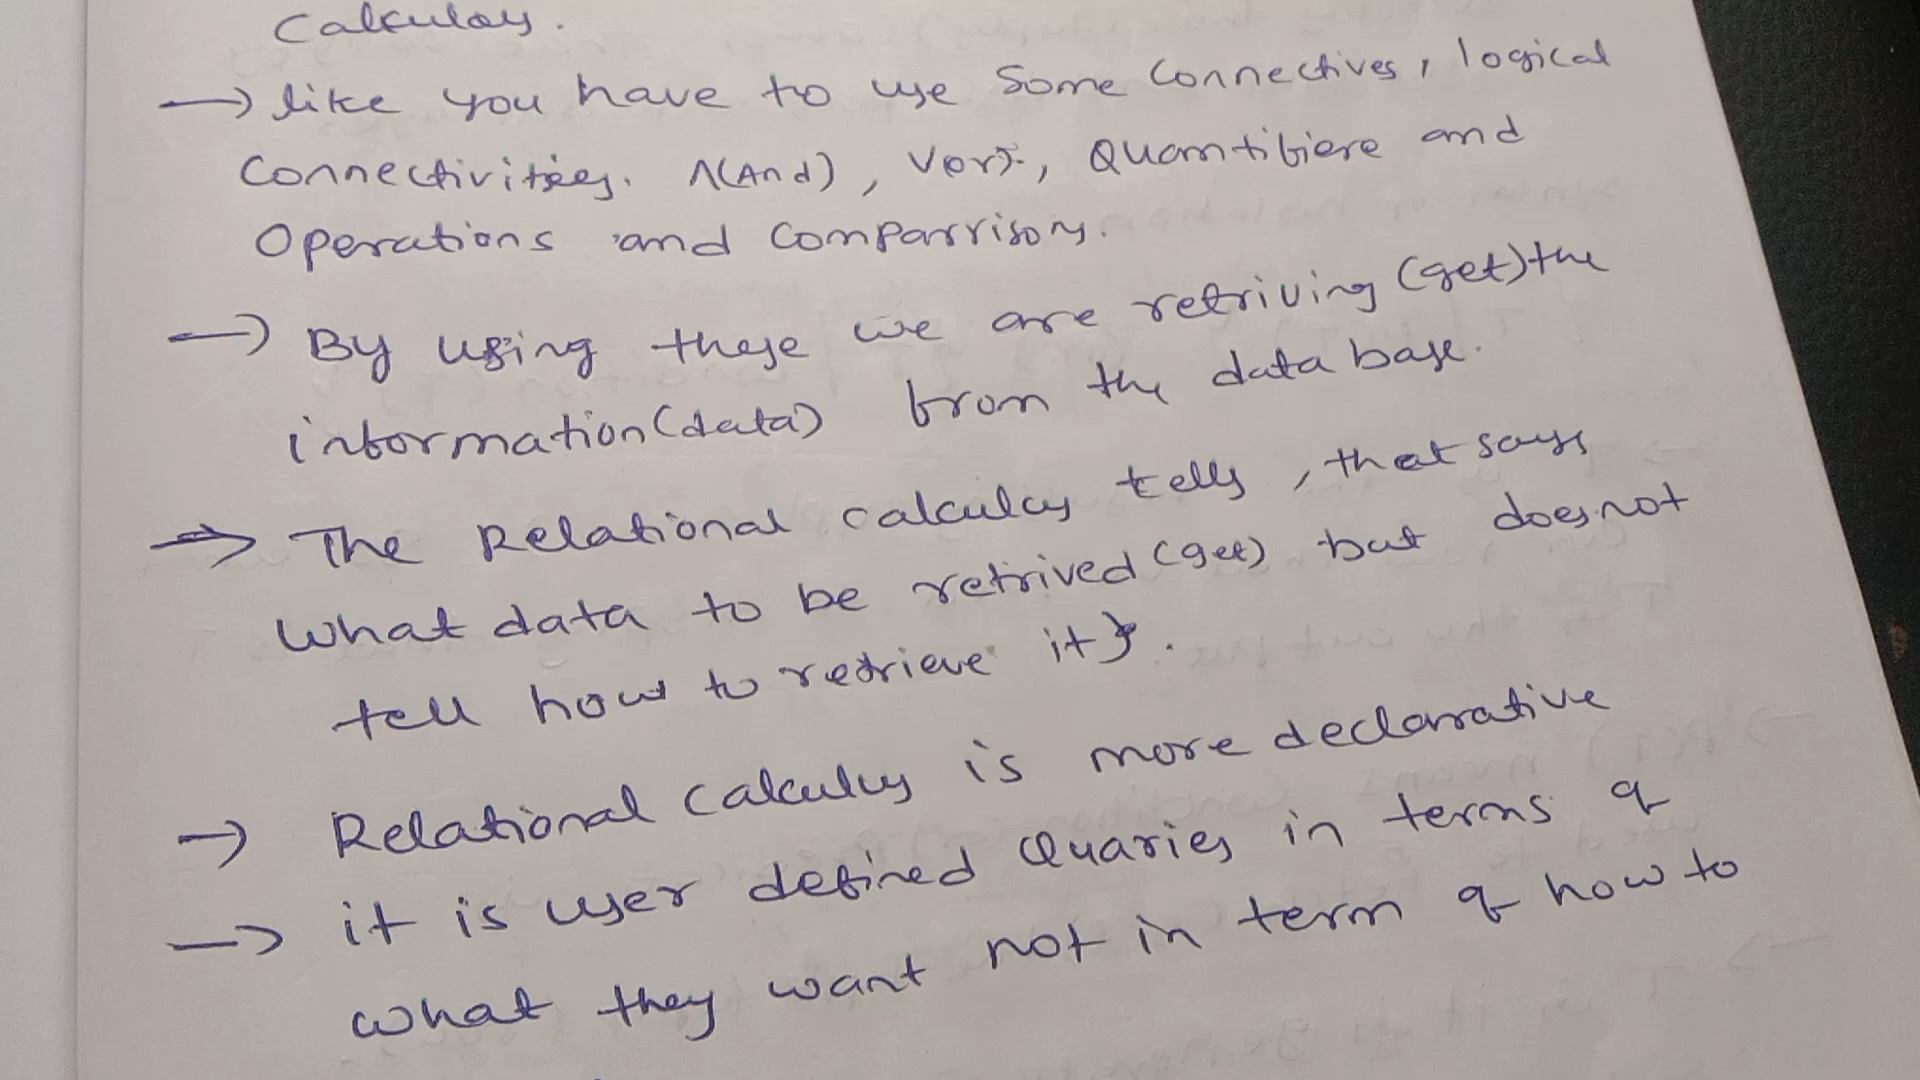 Calculas.
→ like you have to use some Connectives, logical
Connectivities. ∧(And), ∨(or), Quantifiere and
Operations and Comparrisons.
→ By using these we are retriving (get) the
information (data) from the data base.
⇒ The Relational calculas tells, that says
what data to be retrived (get) but does not
tell how to retrieve it}.
→ Relational Calculus is more declarative
→ it is user defined Quaries in terms of
what they want not in term of how to